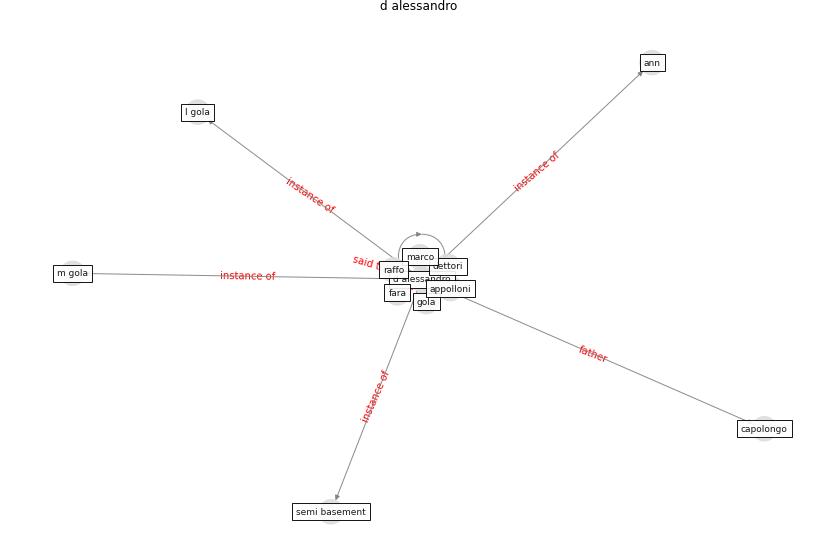 d alessandro
ann
l gola
instance of
instance of
marco
said t
dettori
raffo
m gola
instance of
d alessandro
fara
appolloni
gola
father
instance of
capolongo
semi basement